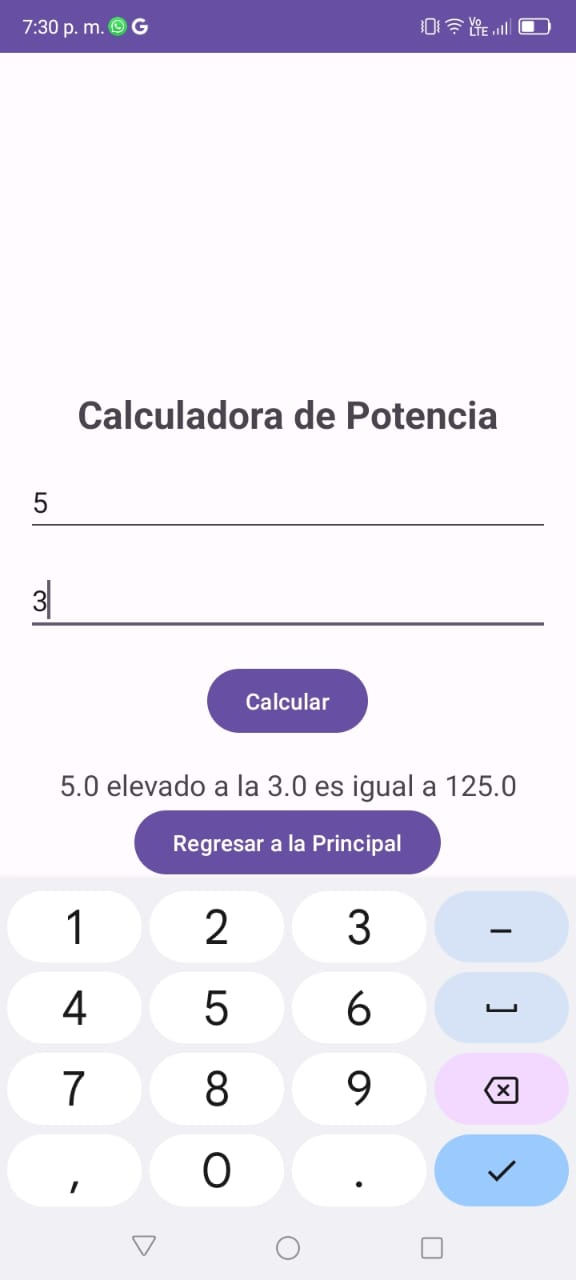 7:30 p. m. G Vo LTE
Calculadora de Potencia
5
3
Calcular
5.0 elevado a la 3.0 es igual a 125.0
Regresar a la Principal
1 2 3 –
4 5 6
7 8 9
, 0 .